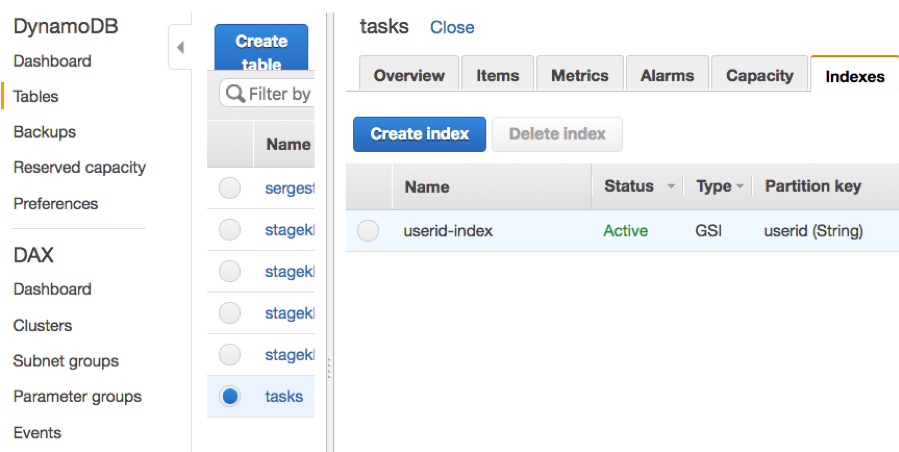 DynamoDB
Dashboard
Tables
Backups
Reserved capacity
Preferences
DAX
Dashboard
Clusters
Subnet groups
Parameter groups
Events
Create
table
Filter by
Name
sergest
stagekl
stagekl
stagekl
stagekl
tasks
tasks Close
Overview Items Metrics Alarms Capacity Indexes
Create index Delete index
Name Status Type Partition key
userid-index Active GSI userid (String)